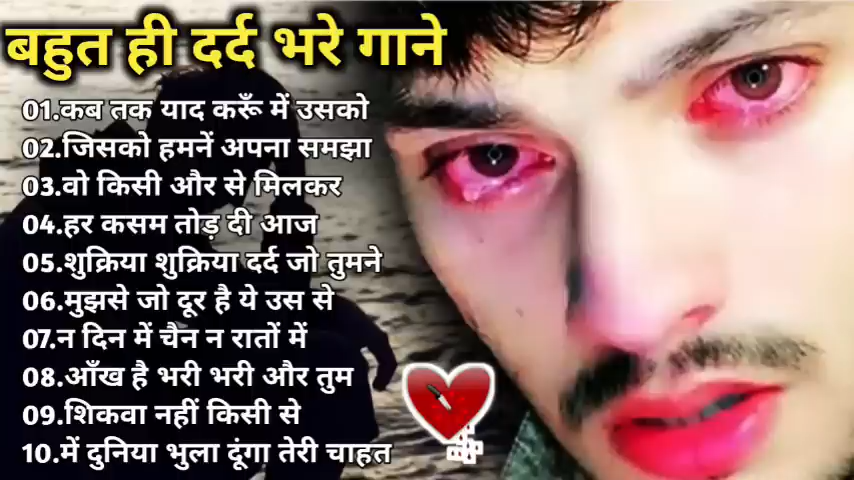 बहुत ही दर्द भरे गाने
01.कब तक याद करूँ में उसको
02.जिसको हमनें अपना समझा
03.वो किसी और से मिलकर
04.हर कसम तोड़ दी आज
05.शुक्रिया शुक्रिया दर्द जो तुमने
06.मुझसे जो दूर है ये उस से
07.न दिन में चैन न रातों में
08.आँख है भरी भरी और तुम
09.शिकवा नहीं किसी से
10.में दुनिया भुला दूंगा तेरी चाहत